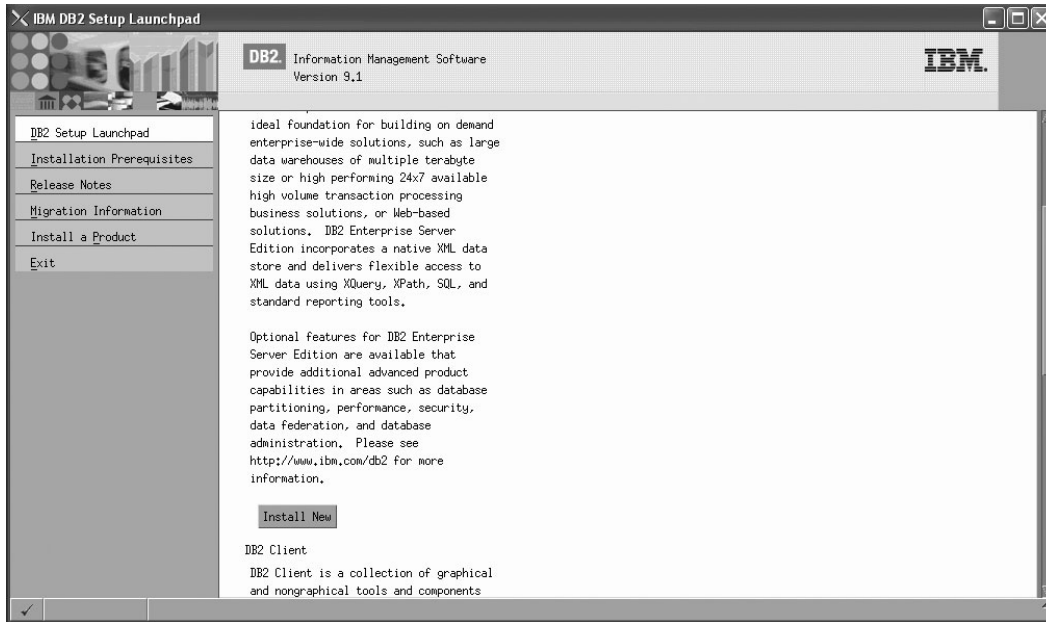 IBM DB2 Setup Launchpad
DB2. Information Management Software
Version 9.1
IBM.
DB2 Setup Launchpad
Installation Prerequisites
Release Notes
Migration Information
Install a Product
Exit
ideal foundation for building on demand
enterprise-wide solutions, such as large
data warehouses of multiple terabyte
size or high performing 24x7 available
high volume transaction processing
business solutions, or Web-based
solutions. DB2 Enterprise Server
Edition incorporates a native XML data
store and delivers flexible access to
XML data using XQuery, XPath, SQL, and
standard reporting tools.
Optional features for DB2 Enterprise
Server Edition are available that
provide additional advanced product
capabilities in areas such as database
partitioning, performance, security,
data federation, and database
administration. Please see
http://www.ibm.com/db2 for more
information.
Install New
DB2 Client
DB2 Client is a collection of graphical
and nongraphical tools and components